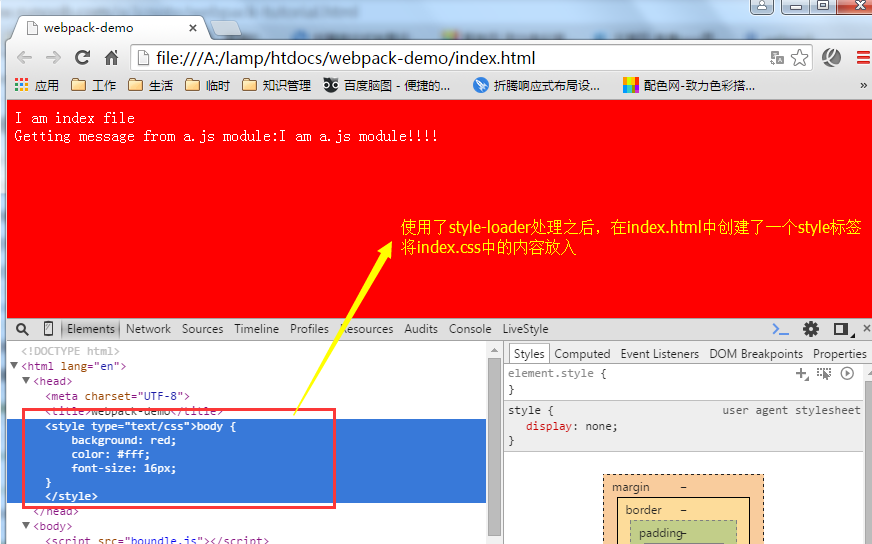 webpack-demo
file:///A:/lamp/htdocs/webpack-demo/index.html
应用 工作 生活 临时 知识管理 百度脑图 - 便捷的... 折腾响应式布局设... 配色网-致力色彩搭... »
I am index file
Getting message from a.js module:I am a.js module!!!!
使用了style-loader处理之后，在index.html中创建了一个style标签
将index.css中的内容放入
Elements Network Sources Timeline Profiles Resources Audits Console LiveStyle
<!DOCTYPE html>
<html lang="en">
<head>
<meta charset="UTF-8">
<title>webpack-demo</title>
<style type="text/css">body {
background: red;
color: #fff;
font-size: 16px;
}
</style>
</head>
<body>
<script src="boundle.js"></script>
Styles Computed Event Listeners DOM Breakpoints Properties
element.style {
}
style { user agent stylesheet
display: none;
}
margin –
border –
padding–